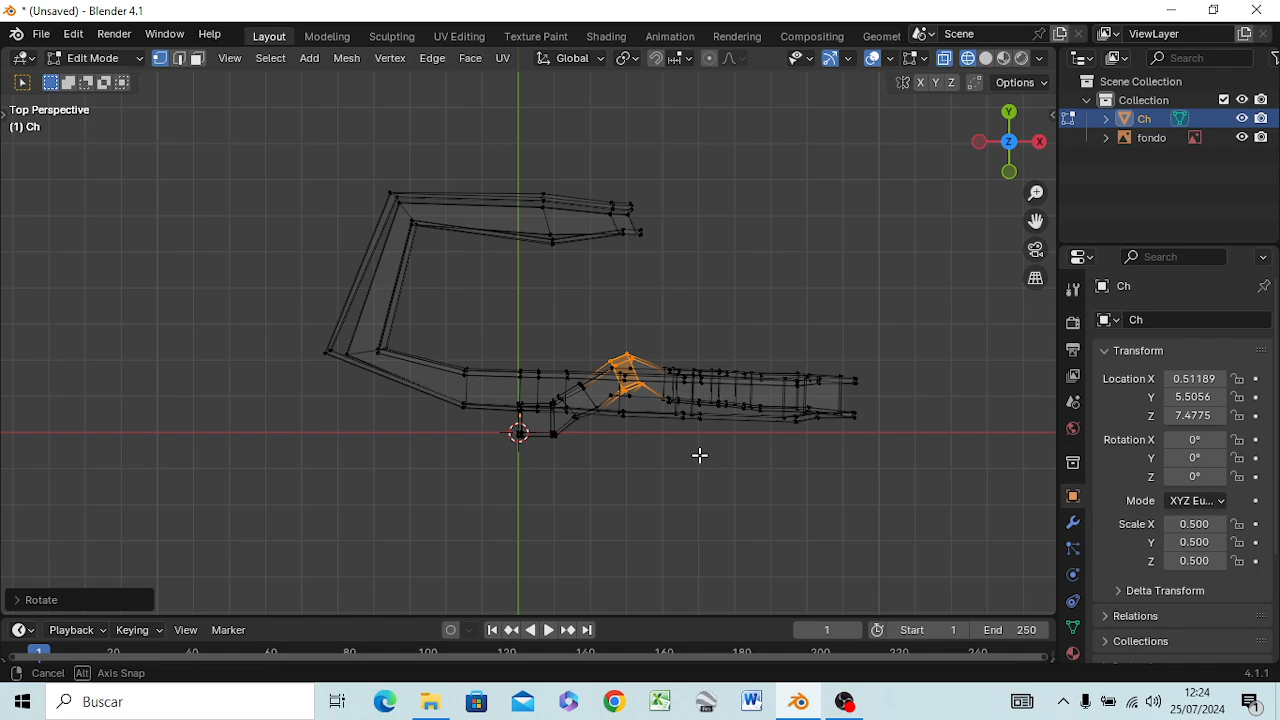 * (Unsaved) - Blender 4.1
File Edit Render Window Help Layout Modeling Sculpting UV Editing Texture Paint Shading Animation Rendering Compositing Geomet Scene ViewLayer
Edit Mode View Select Add Mesh Vertex Edge Face UV Global Search
X Y Z Options
Scene Collection
Top Perspective
Collection
(1) Ch
Ch
fondo
Y
Z X
Search
Ch
Ch
Transform
Location X 0.51189
Y 5.5056
Z 7.4775
Rotation X 0°
Y 0°
Z 0°
Mode XYZ Eu...
Scale X 0.500
Y 0.500
Z 0.500
Delta Transform
Rotate
Relations
Playback Keying View Marker 1 Start 1 End 250
Collections
1 20 40 60 80 100 120 140 160 180 200 220 240
Cancel Alt Axis Snap 4.1.1
Buscar
12:24
25/07/2024
1